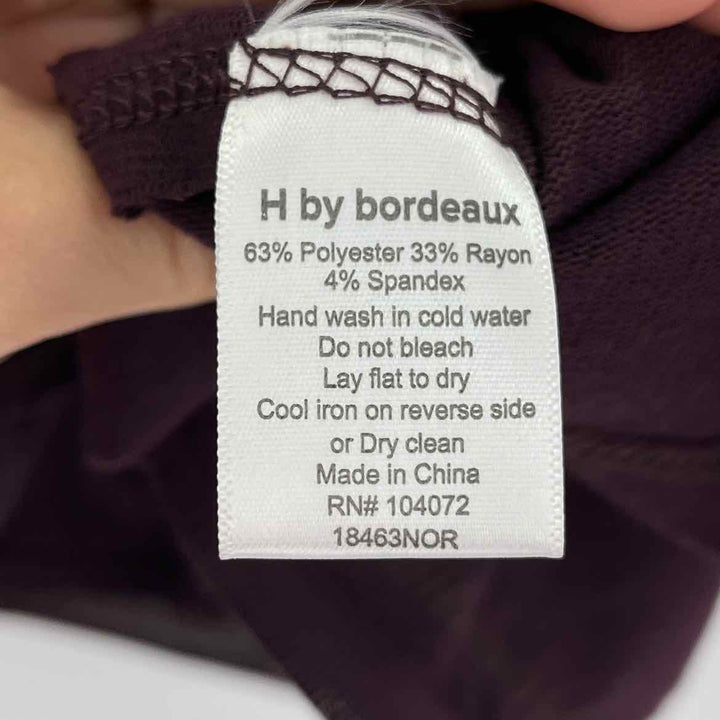 H by bordeaux
63% Polyester 33% Rayon
4% Spandex
Hand wash in cold water
Do not bleach
Lay flat to dry
Cool iron on reverse side
or Dry clean
Made in China
RN# 104072
18463NOR